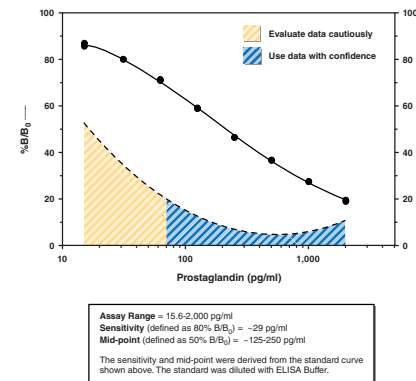 100
100
Evaluate data cautiously
Use data with confidence
80
80
60
60
%B/B₀ —
40
40
20
20
0
0
10
100
1,000
Prostaglandin (pg/ml)
Assay Range = 15.6-2,000 pg/ml
Sensitivity (defined as 80% B/B₀) = ~29 pg/ml
Mid-point (defined as 50% B/B₀) = ~125-250 pg/ml
The sensitivity and mid-point were derived from the standard curve
shown above. The standard was diluted with ELISA Buffer.